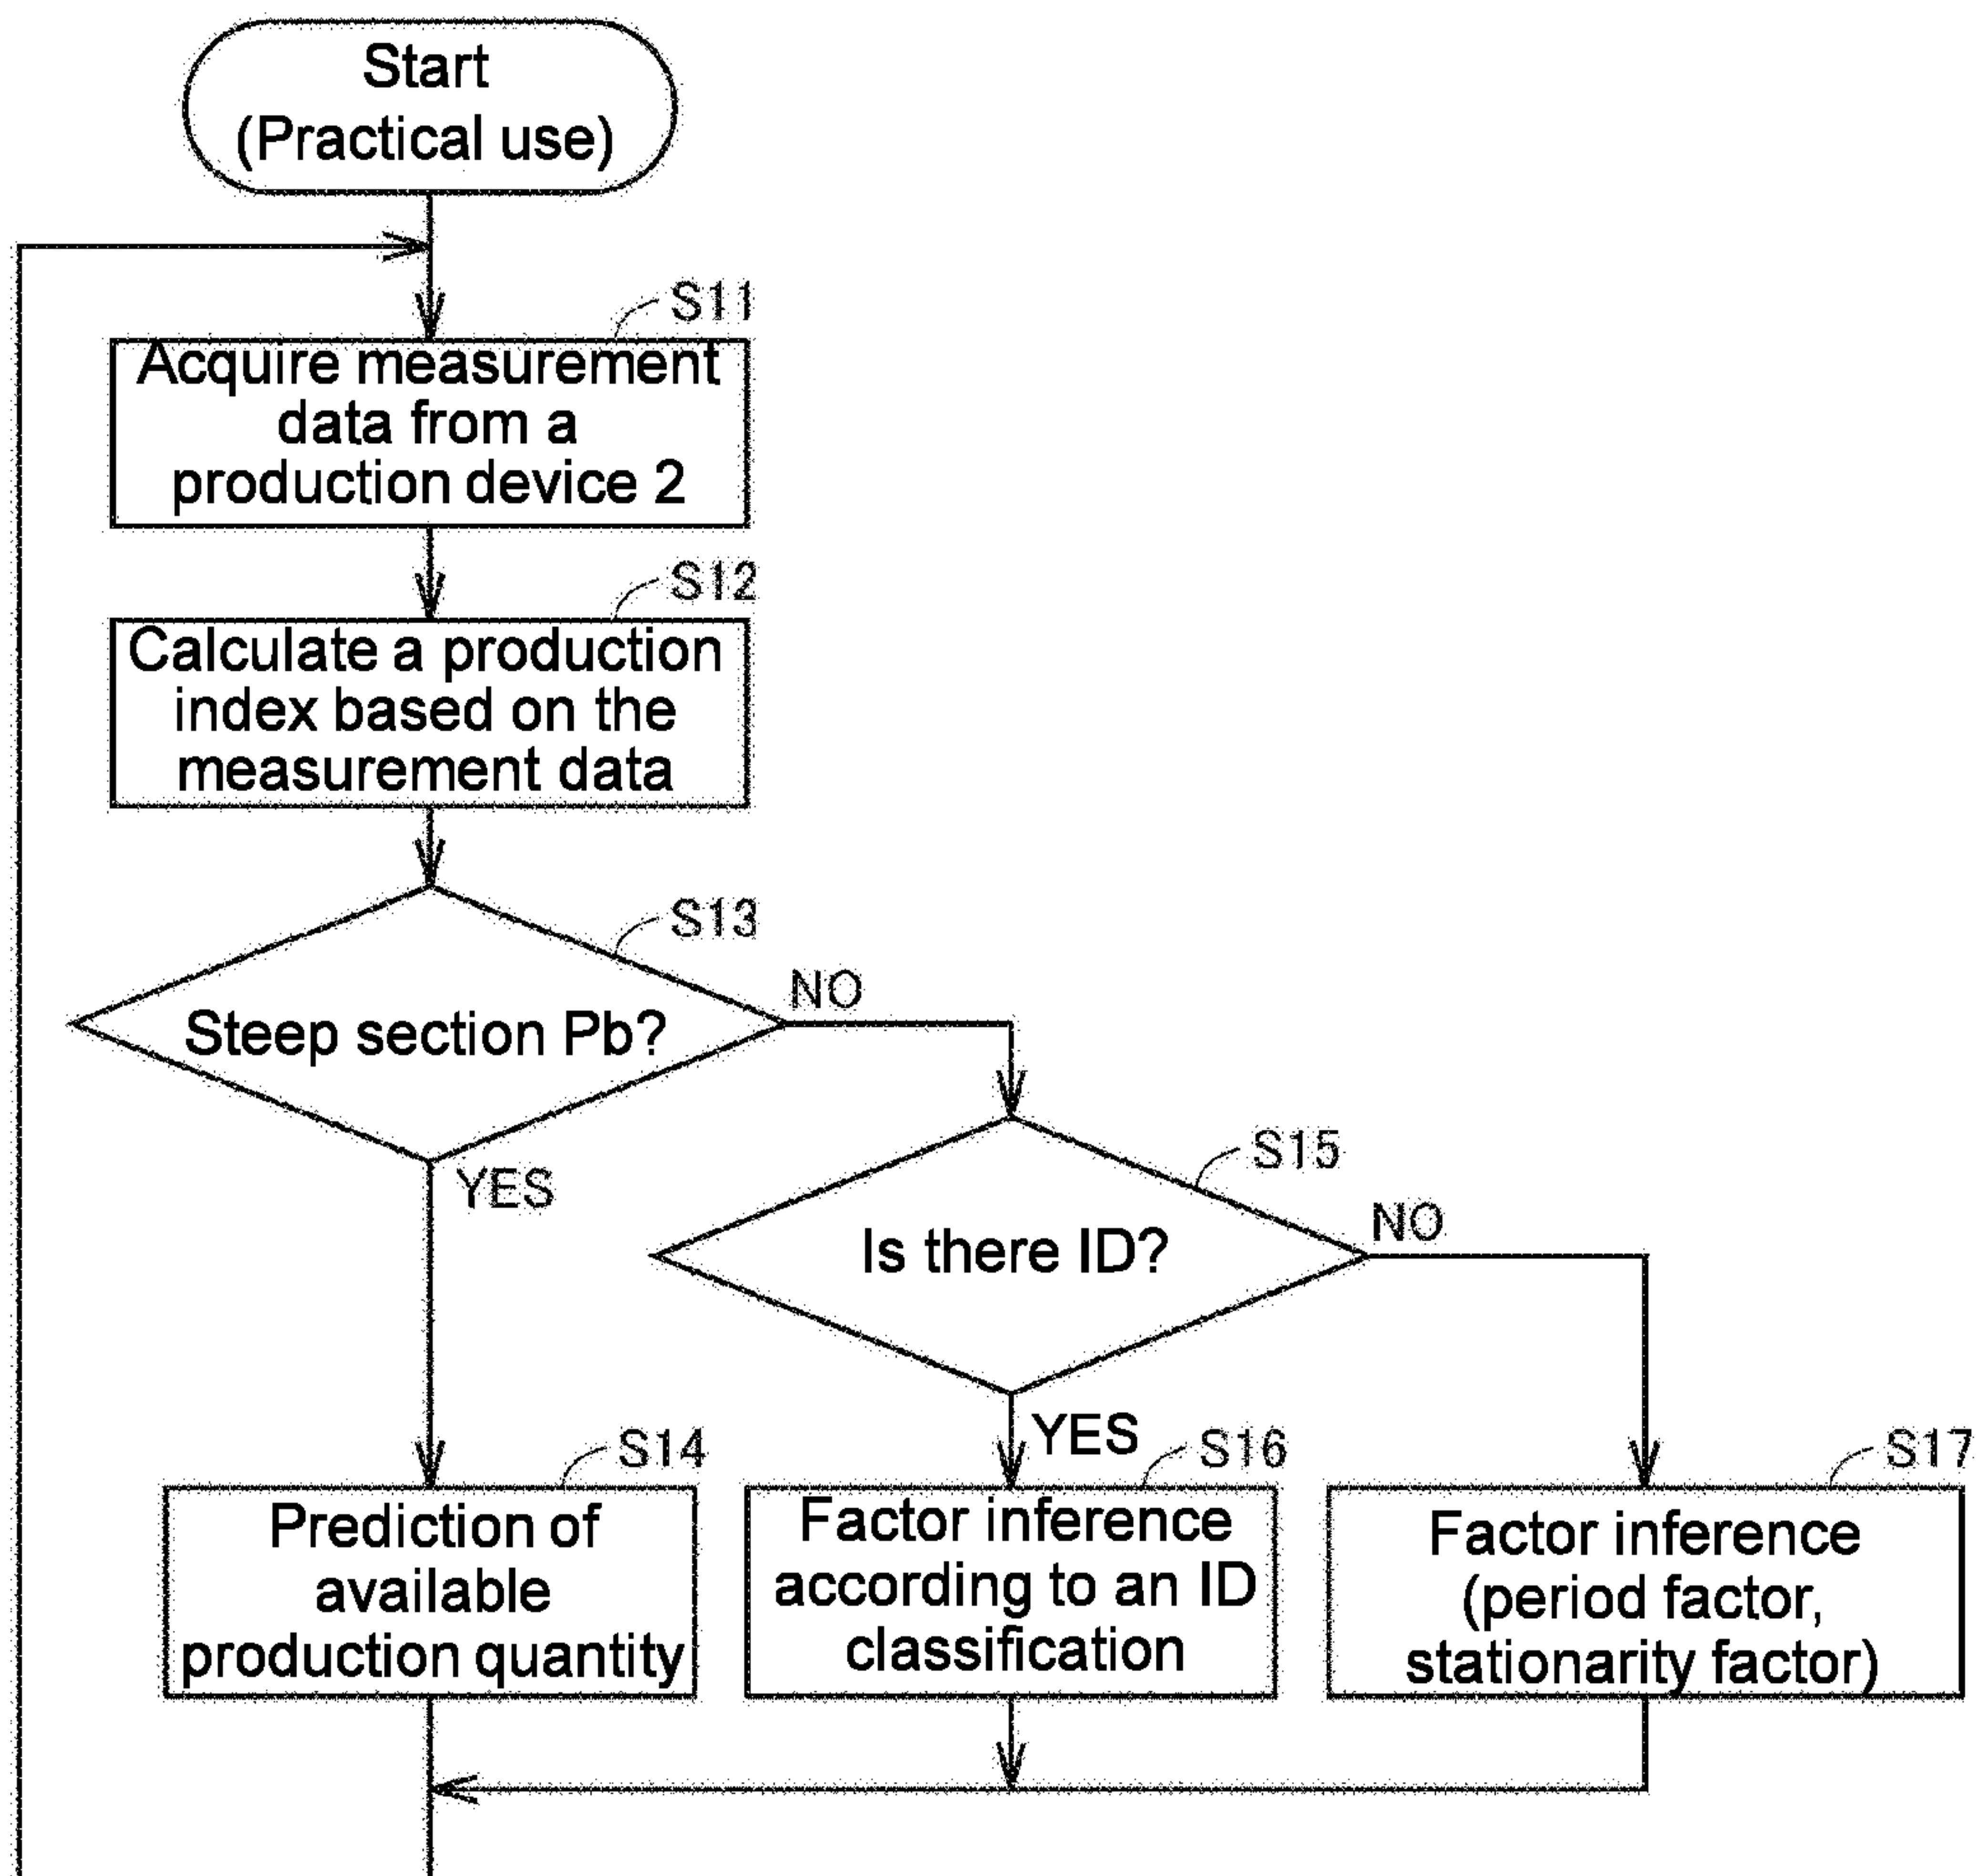 Start
(Practical use)
S11
Acquire measurement
data from a
production device 2
S12
Calculate a production
index based on the
measurement data
S13
Steep section Pb?
NO
YES
S15
Is there ID?
NO
YES
S14
Prediction of
available
production quantity
S16
Factor inference
according to an ID
classification
S17
Factor inference
(period factor,
stationarity factor)